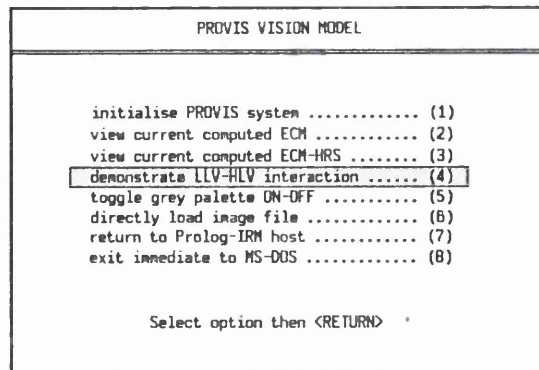 PROVIS VISION MODEL
initialise PROVIS system ............. (1)
view current computed ECM ............ (2)
view current computed ECM-HRS ........ (3)
demonstrate LLV-HLV interaction ...... (4)
toggle grey palette ON-OFF ........... (5)
directly load image file ............. (6)
return to Prolog-IRM host ............ (7)
exit immediate to MS-DOS ............. (8)
Select option then <RETURN>